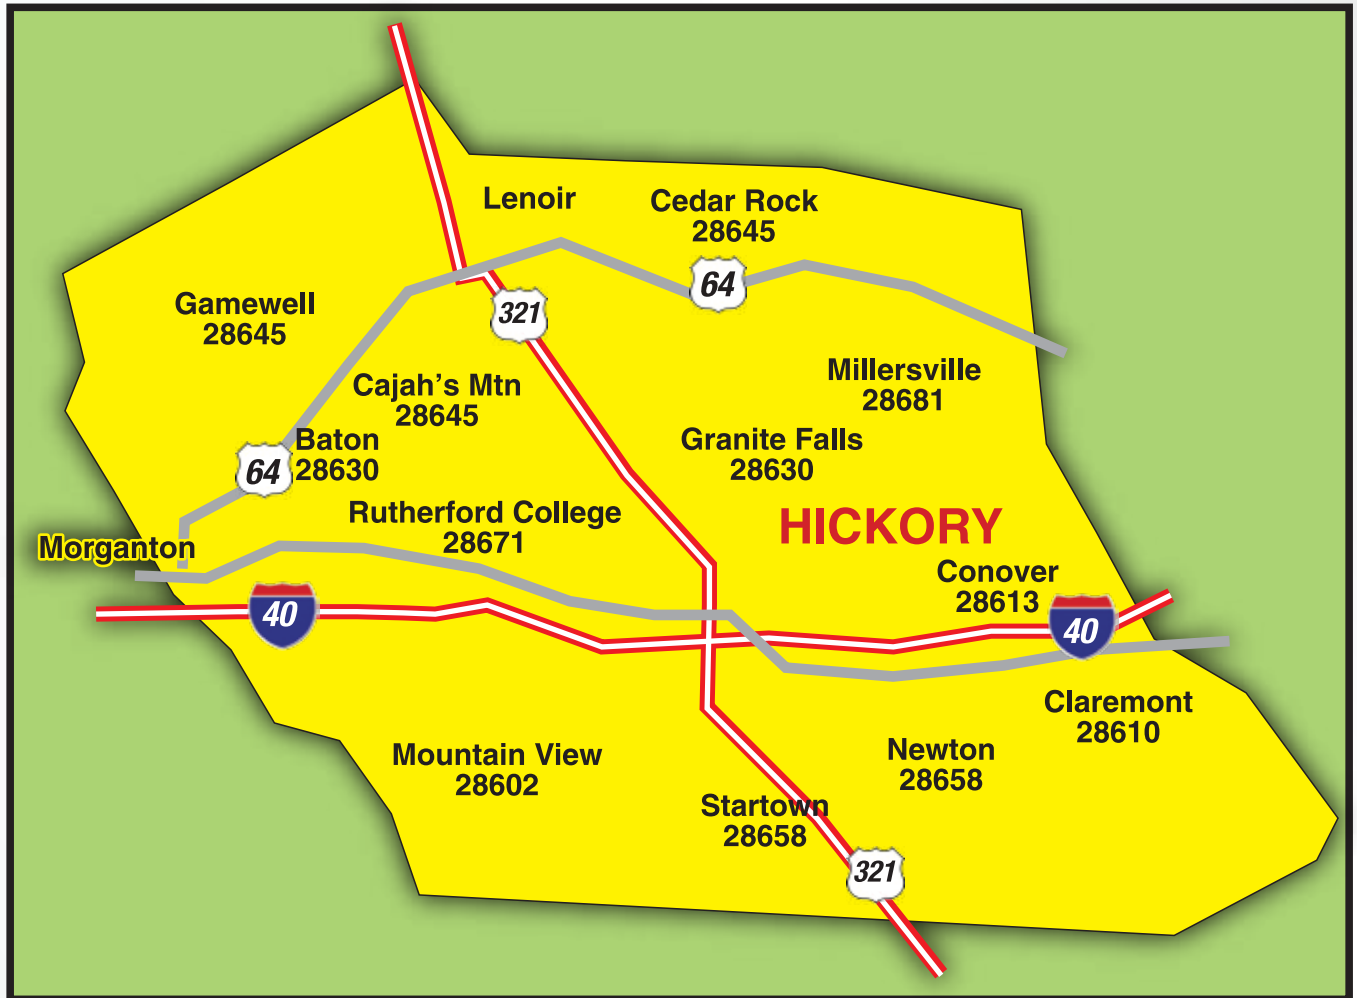 Lenoir
Cedar Rock
28645
64
Gamewell
28645
321
Millersville
28681
Cajah's Mtn
28645
Baton
28630
64
Granite Falls
28630
Rutherford College
28671
HICKORY
Morganton
Conover
28613
40
40
Claremont
28610
Mountain View
28602
Newton
28658
Startown
28658
321